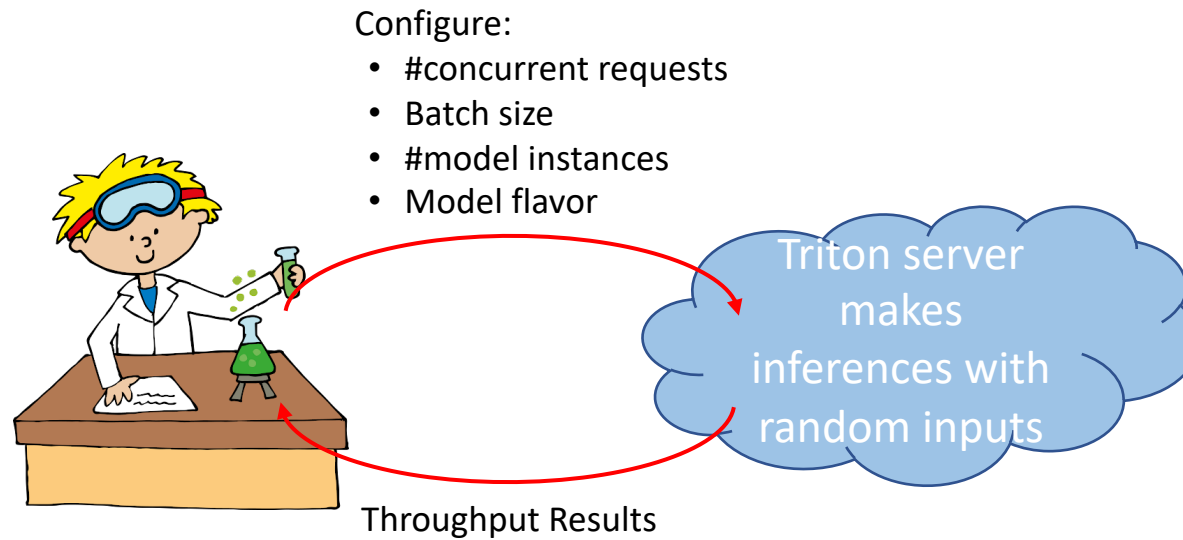 Configure:
• #concurrent requests
• Batch size
• #model instances
• Model flavor
Triton server
makes
inferences with
random inputs
Throughput Results